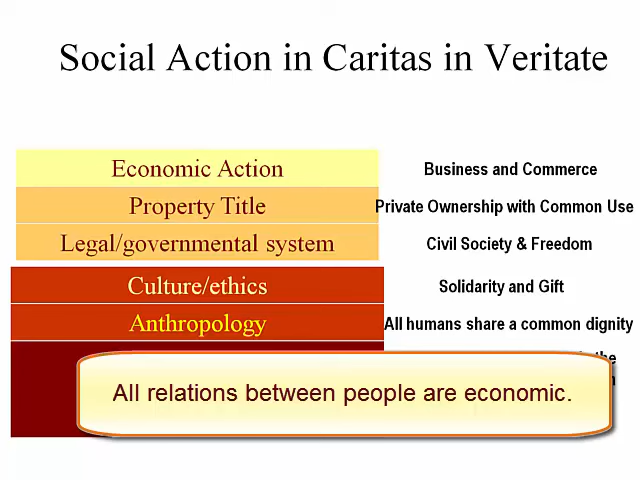 Social Action in Caritas in Veritate
Economic Action Business and Commerce
Property Title Private Ownership with Common Use
Legal/governmental system Civil Society & Freedom
Culture/ethics Solidarity and Gift
Anthropology All humans share a common dignity
the
All relations between people are economic.